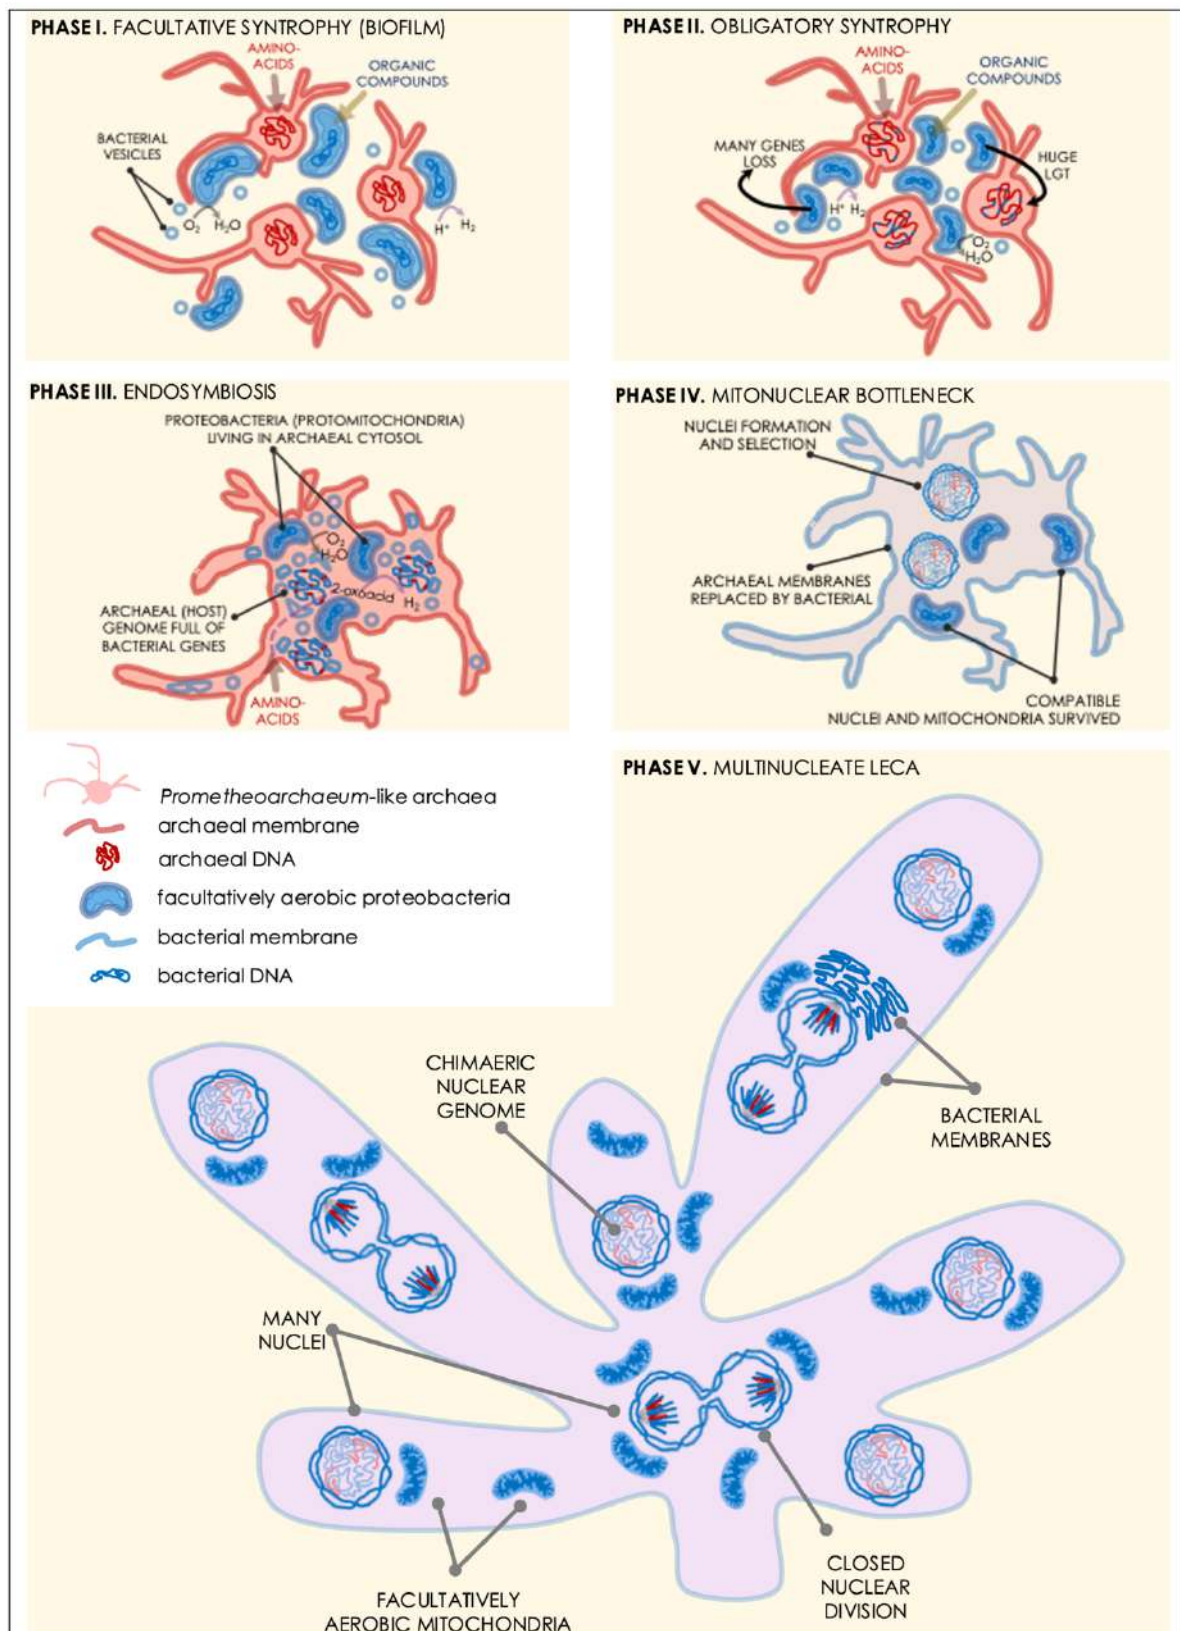 PHASE I. FACULTATIVE SYNTROPHY (BIOFILM)
AMINO-
ACIDS
ORGANIC
COMPOUNDS
BACTERIAL
VESICLES
O₂
H₂O
H⁺
H₂
PHASE II. OBLIGATORY SYNTROPHY
AMINO-
ACIDS
ORGANIC
COMPOUNDS
MANY GENES
LOSS
HUGE
LGT
H⁺
H₂
O₂
H₂O
PHASE III. ENDOSYMBIOSIS
PROTEOBACTERIA (PROTOMITOCHONDRIA)
LIVING IN ARCHAEAL CYTOSOL
O₂
H₂O
2-oxoacid
H₂
ARCHAEAL (HOST)
GENOME FULL OF
BACTERIAL GENES
AMINO-
ACIDS
PHASE IV. MITONUCLEAR BOTTLENECK
NUCLEI FORMATION
AND SELECTION
ARCHAEAL MEMBRANES
REPLACED BY BACTERIAL
COMPATIBLE
NUCLEI AND MITOCHONDRIA SURVIVED
Prometheoarchaeum-like archaea
archaeal membrane
archaeal DNA
facultatively aerobic proteobacteria
bacterial membrane
bacterial DNA
PHASE V. MULTINUCLEATE LECA
CHIMAERIC
NUCLEAR
GENOME
BACTERIAL
MEMBRANES
MANY
NUCLEI
FACULTATIVELY
AEROBIC MITOCHONDRIA
CLOSED
NUCLEAR
DIVISION